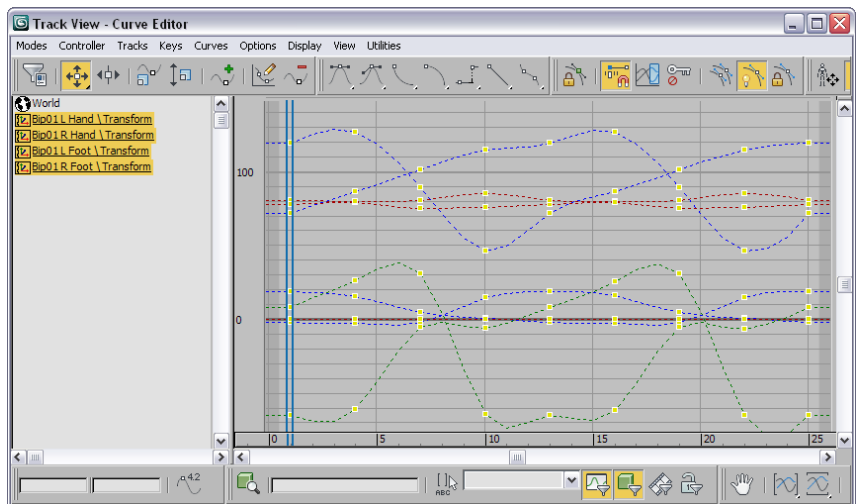 Track View - Curve Editor
Modes Controller Tracks Keys Curves Options Display View Utilities
World
Bip01 L Hand \Transform
Bip01 R Hand \Transform
Bip01 L Foot \Transform
Bip01 R Foot \Transform
100
0
0 5 10 15 20 25
4.2
ABC